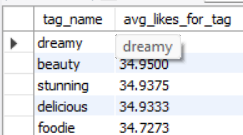 tag_name avg_likes_for_tag
dreamy dreamy
beauty 34.9500
stunning 34.9375
delicious 34.9333
foodie 34.7273